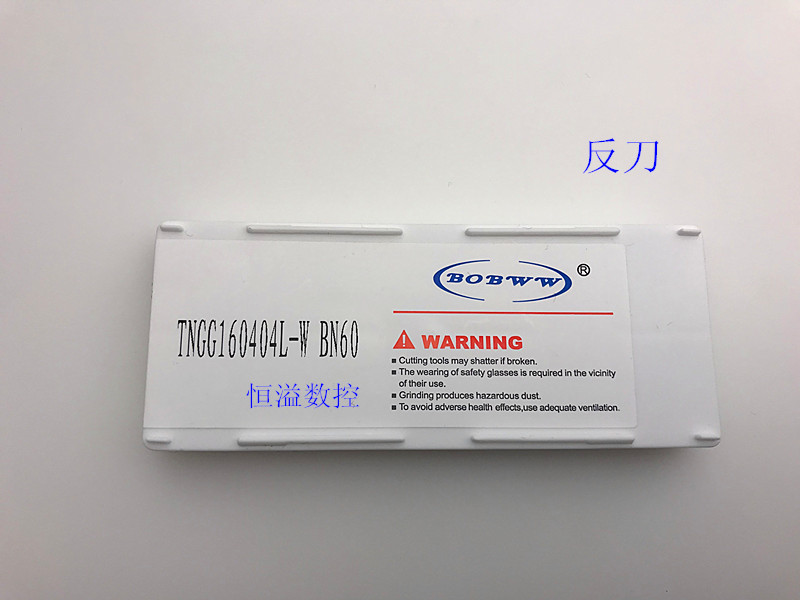 反刀
BOBWW®
TNGG160404L-W BN60
恒溢数控
WARNING
■ Cutting tools may shatter if broken.
■ The wearing of safety glasses is required in the vicinity
of their use.
■ Grinding produces hazardous dust.
■ To avoid adverse health effects,use adequate ventilation.